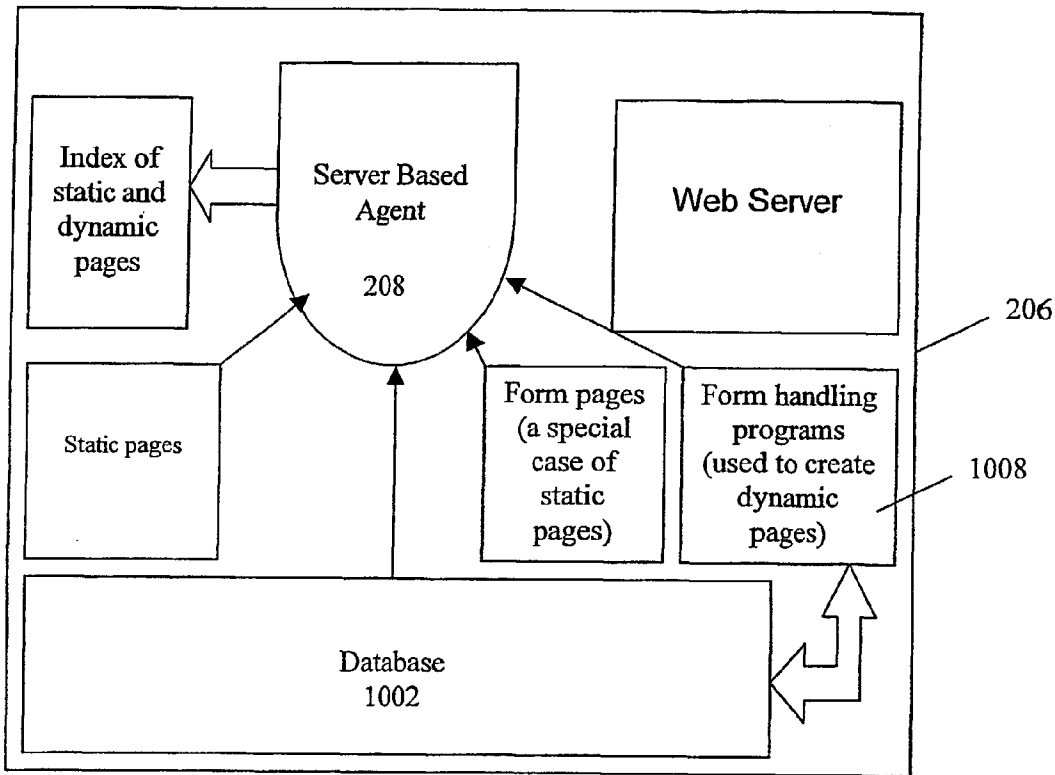 Index of
static and
dynamic
pages
Server Based
Agent
208
Web Server
206
Static pages
Form pages
(a special
case of
static
pages)
Form handling
programs
(used to create
dynamic
pages)
1008
Database
1002